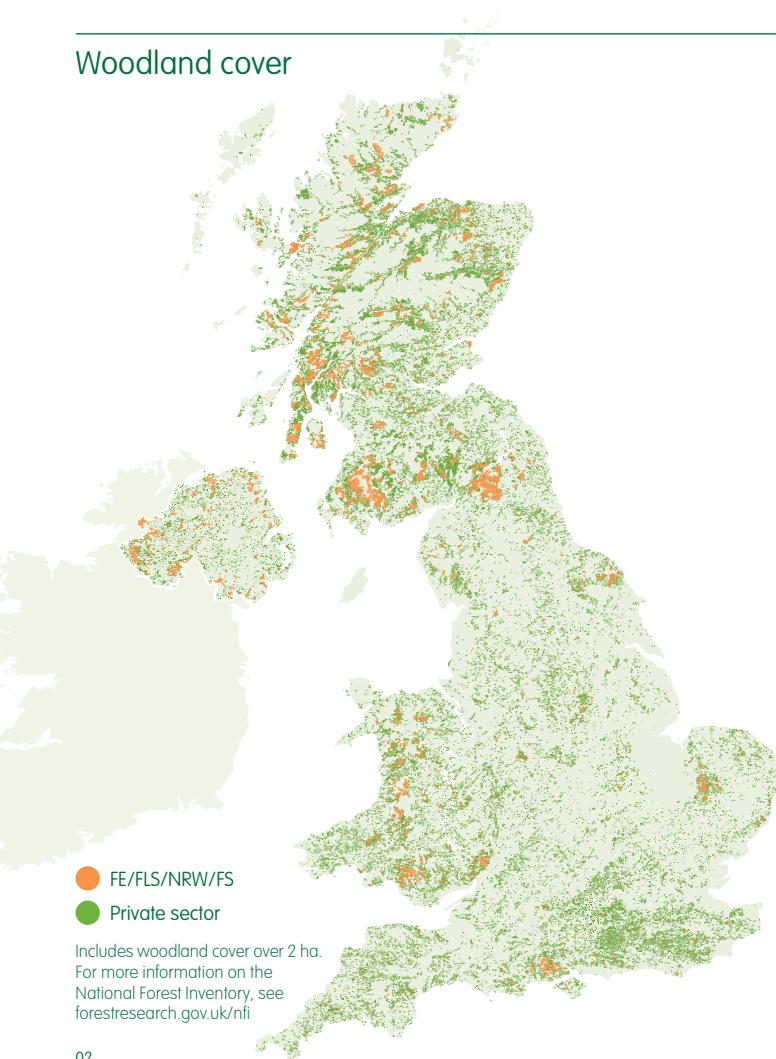 Woodland cover
FE/FLS/NRW/FS
Private sector
Includes woodland cover over 2 ha.
For more information on the
National Forest Inventory, see
forestresearch.gov.uk/nfi
02